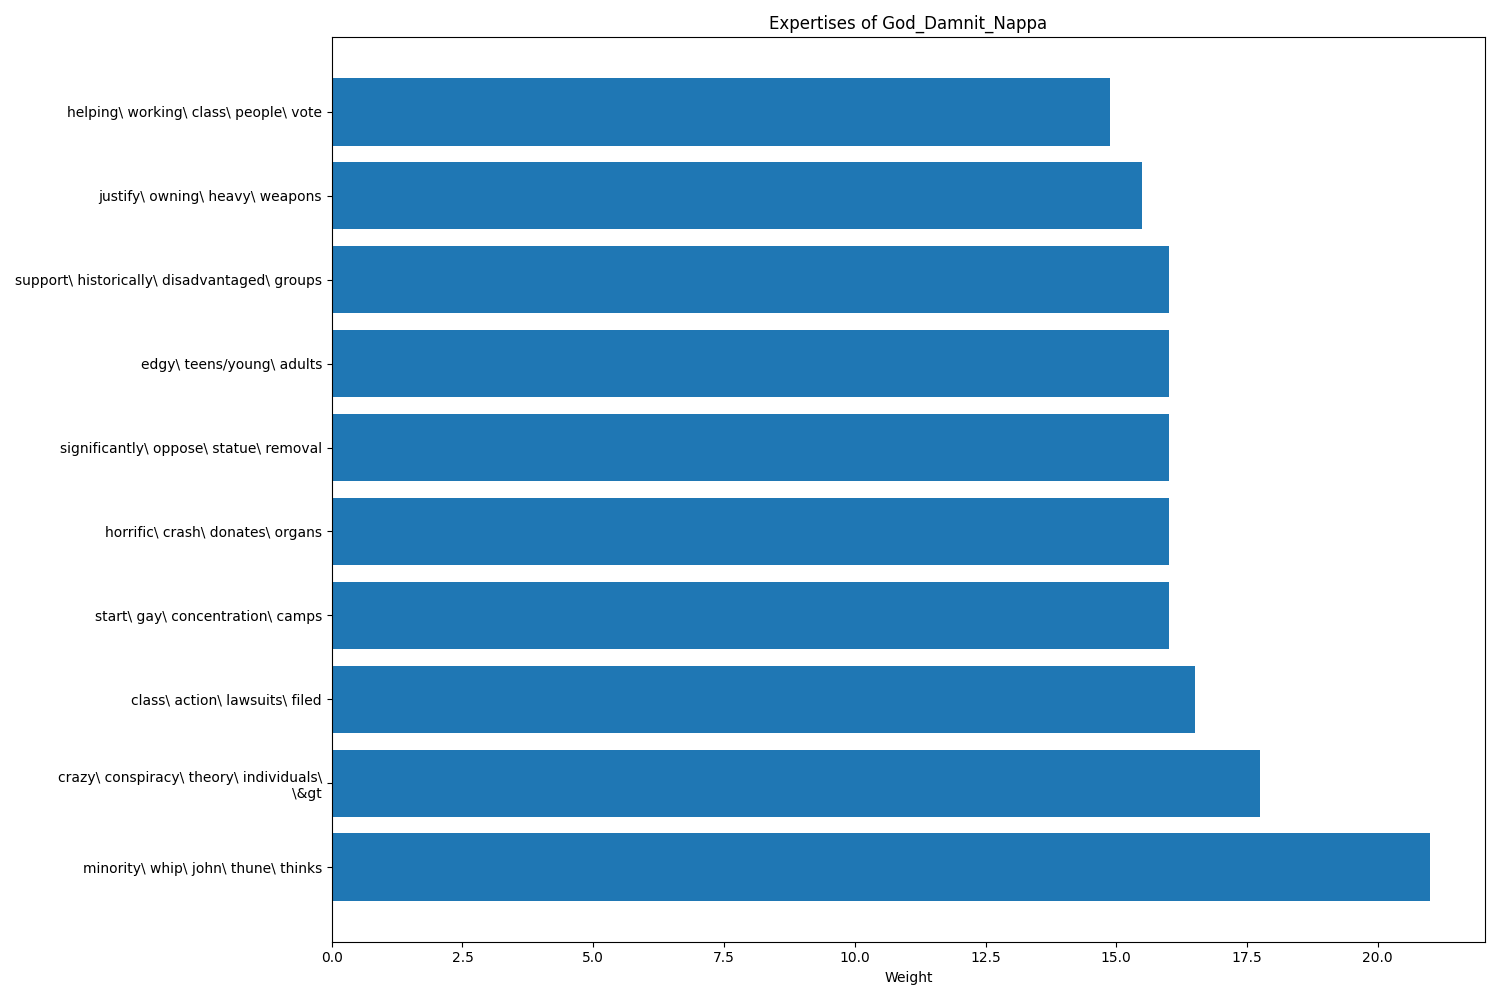 Expertises of God_Damnit_Nappa
helping\ working\ class\ people\ vote
justify\ owning\ heavy\ weapons
support\ historically\ disadvantaged\ groups
edgy\ teens/young\ adults
significantly\ oppose\ statue\ removal
horrific\ crash\ donates\ organs
start\ gay\ concentration\ camps
class\ action\ lawsuits\ filed
crazy\ conspiracy\ theory\ individuals\
\&gt
minority\ whip\ john\ thune\ thinks
0.0 2.5 5.0 7.5 10.0 12.5 15.0 17.5 20.0
Weight